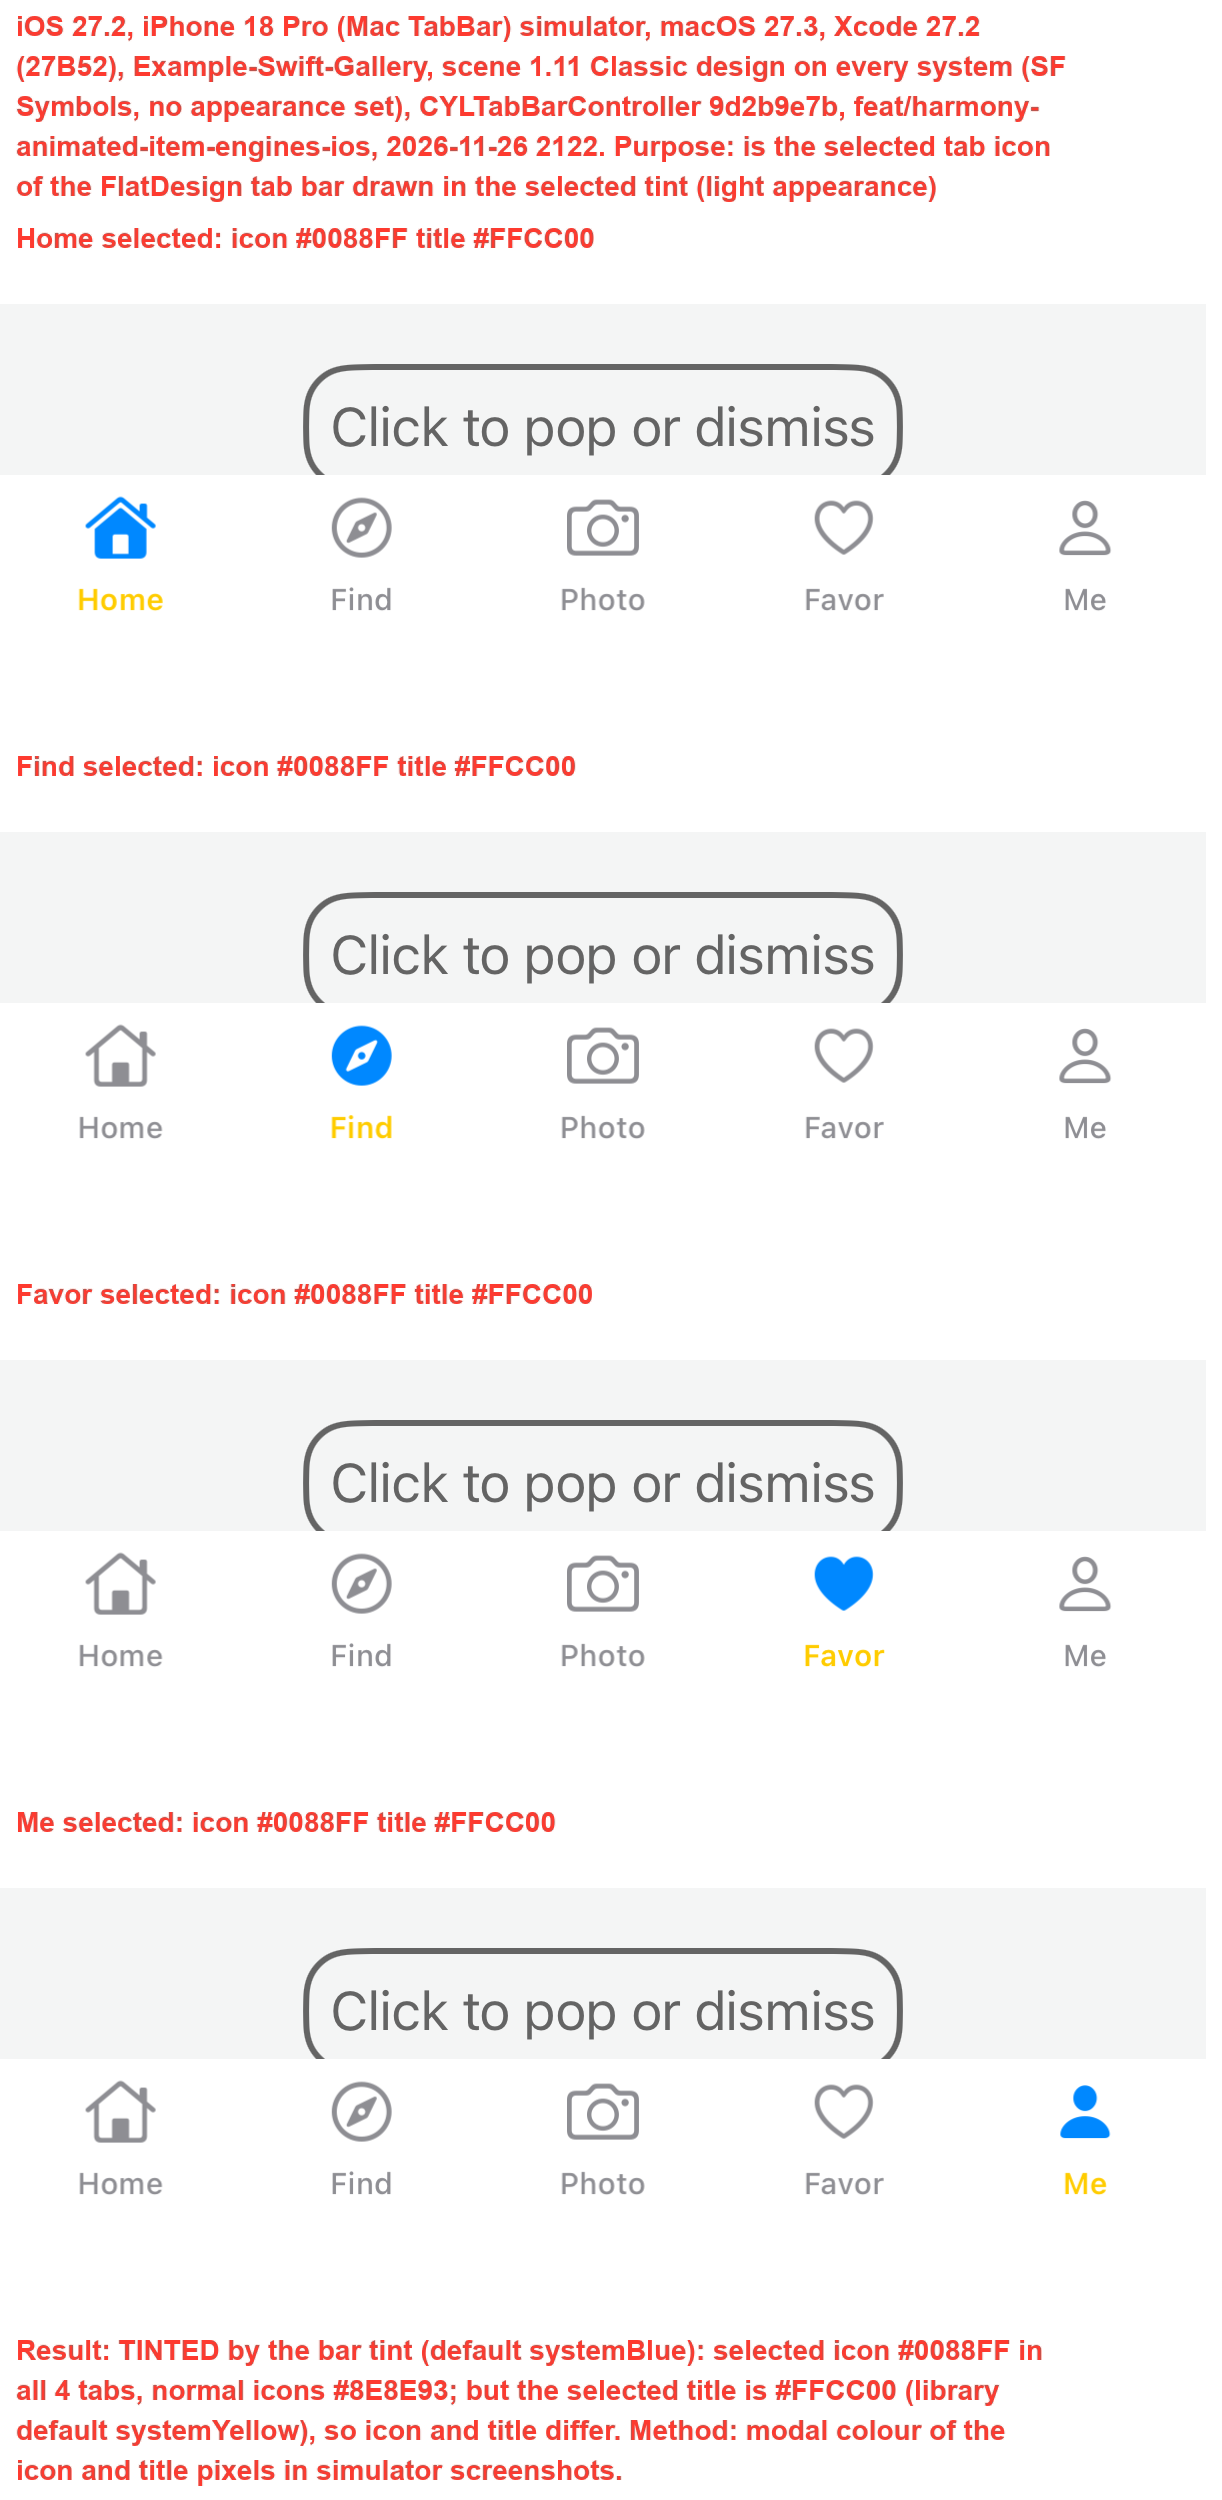 iOS 27.2, iPhone 18 Pro (Mac TabBar) simulator, macOS 27.3, Xcode 27.2
(27B52), Example-Swift-Gallery, scene 1.11 Classic design on every system (SF
Symbols, no appearance set), CYLTabBarController 9d2b9e7b, feat/harmony-
animated-item-engines-ios, 2026-11-26 2122. Purpose: is the selected tab icon
of the FlatDesign tab bar drawn in the selected tint (light appearance)
Home selected: icon #0088FF title #FFCC00
Click to pop or dismiss
Home Find Photo Favor Me
Find selected: icon #0088FF title #FFCC00
Click to pop or dismiss
Home Find Photo Favor Me
Favor selected: icon #0088FF title #FFCC00
Click to pop or dismiss
Home Find Photo Favor Me
Me selected: icon #0088FF title #FFCC00
Click to pop or dismiss
Home Find Photo Favor Me
Result: TINTED by the bar tint (default systemBlue): selected icon #0088FF in
all 4 tabs, normal icons #8E8E93; but the selected title is #FFCC00 (library
default systemYellow), so icon and title differ. Method: modal colour of the
icon and title pixels in simulator screenshots.